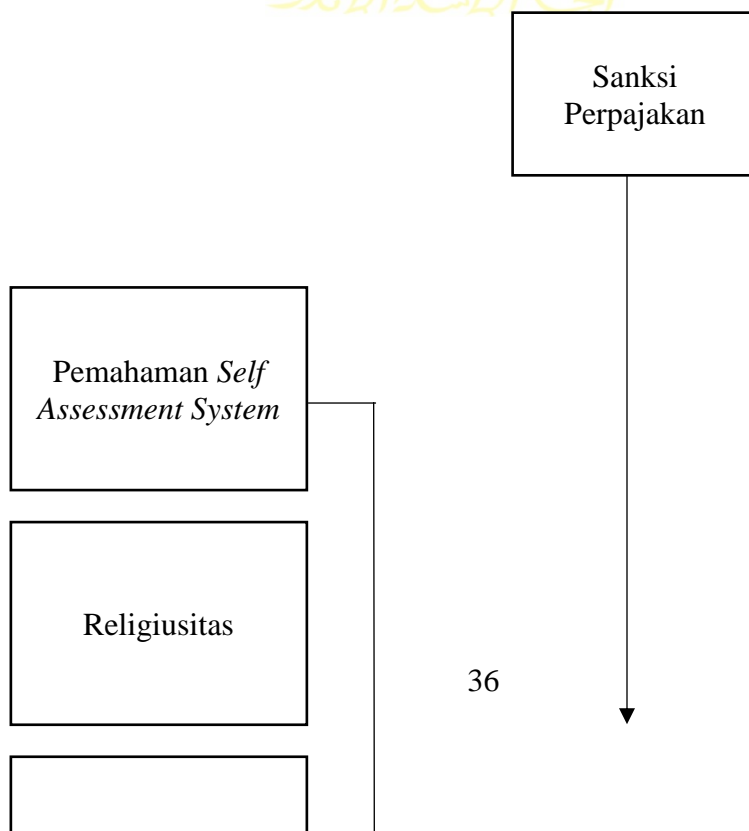 Sanksi
Perpajakan
Pemahaman Self
Assessment System
Religiusitas
36